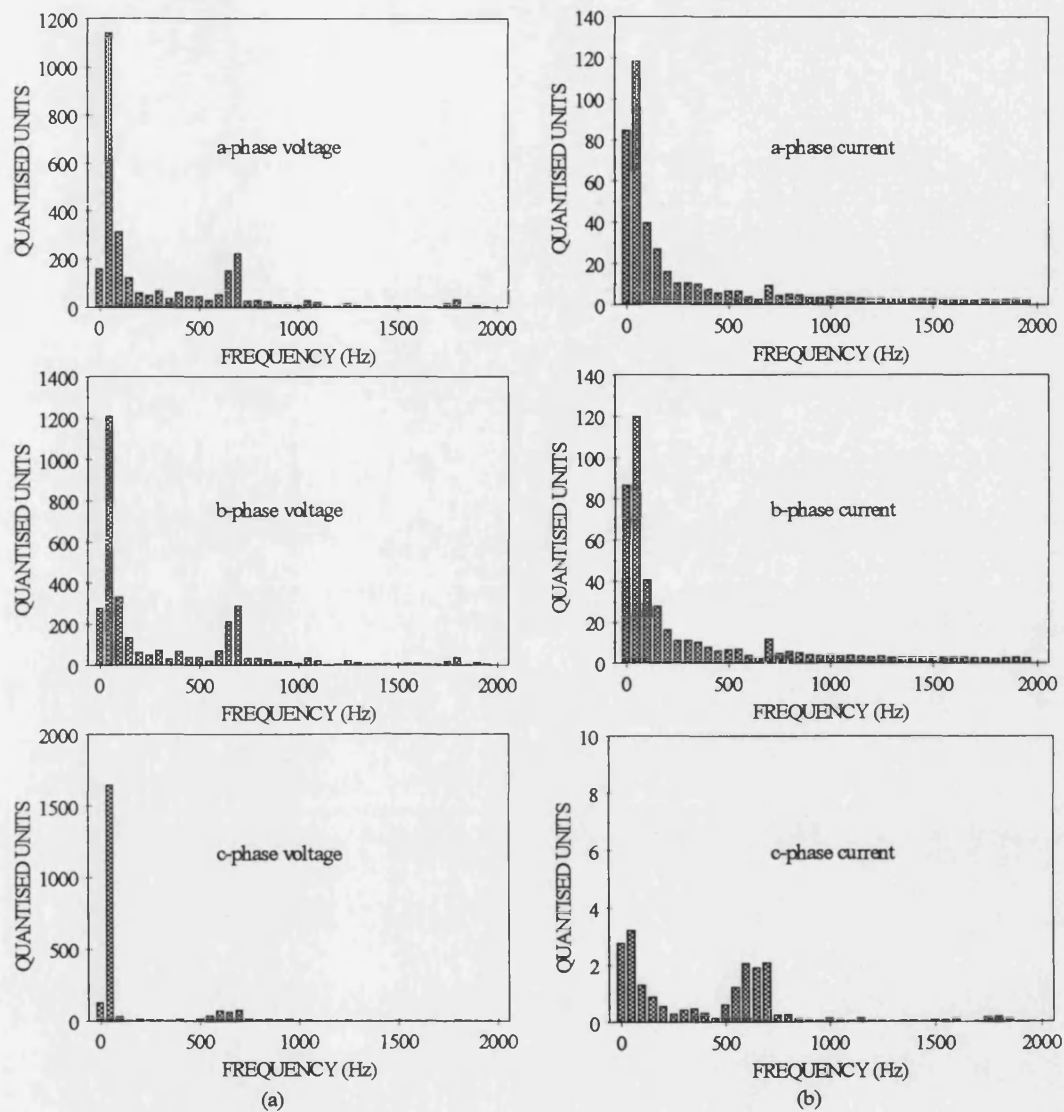 1200
1000
800
600
400
200
0
QUANTISED UNITS
a-phase voltage
0 500 1000 1500 2000
FREQUENCY (Hz)
140
120
100
80
60
40
20
0
QUANTISED UNITS
a-phase current
0 500 1000 1500 2000
FREQUENCY (Hz)
1400
1200
1000
800
600
400
200
0
QUANTISED UNITS
b-phase voltage
0 500 1000 1500 2000
FREQUENCY (Hz)
140
120
100
80
60
40
20
0
QUANTISED UNITS
b-phase current
0 500 1000 1500 2000
FREQUENCY (Hz)
2000
1500
1000
500
0
QUANTISED UNITS
c-phase voltage
0 500 1000 1500 2000
FREQUENCY (Hz)
(a)
10
8
6
4
2
0
QUANTISED UNITS
c-phase current
0 500 1000 1500 2000
FREQUENCY (Hz)
(b)